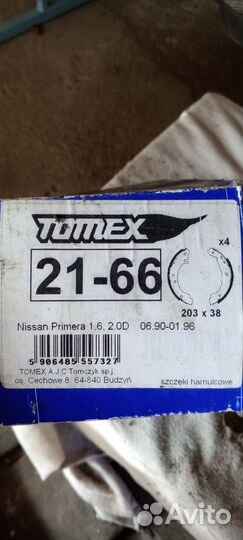 TOMEX
21-66
x4
203 x 38
Nissan Primera 1,6, 2.0D 06.90-01.96
5 906485 557327
TOMEX A.J.C Tomczyk sp.j.
os. Cechowe 8 64-840 Budzyń
szczęki hamulcowe
Avito